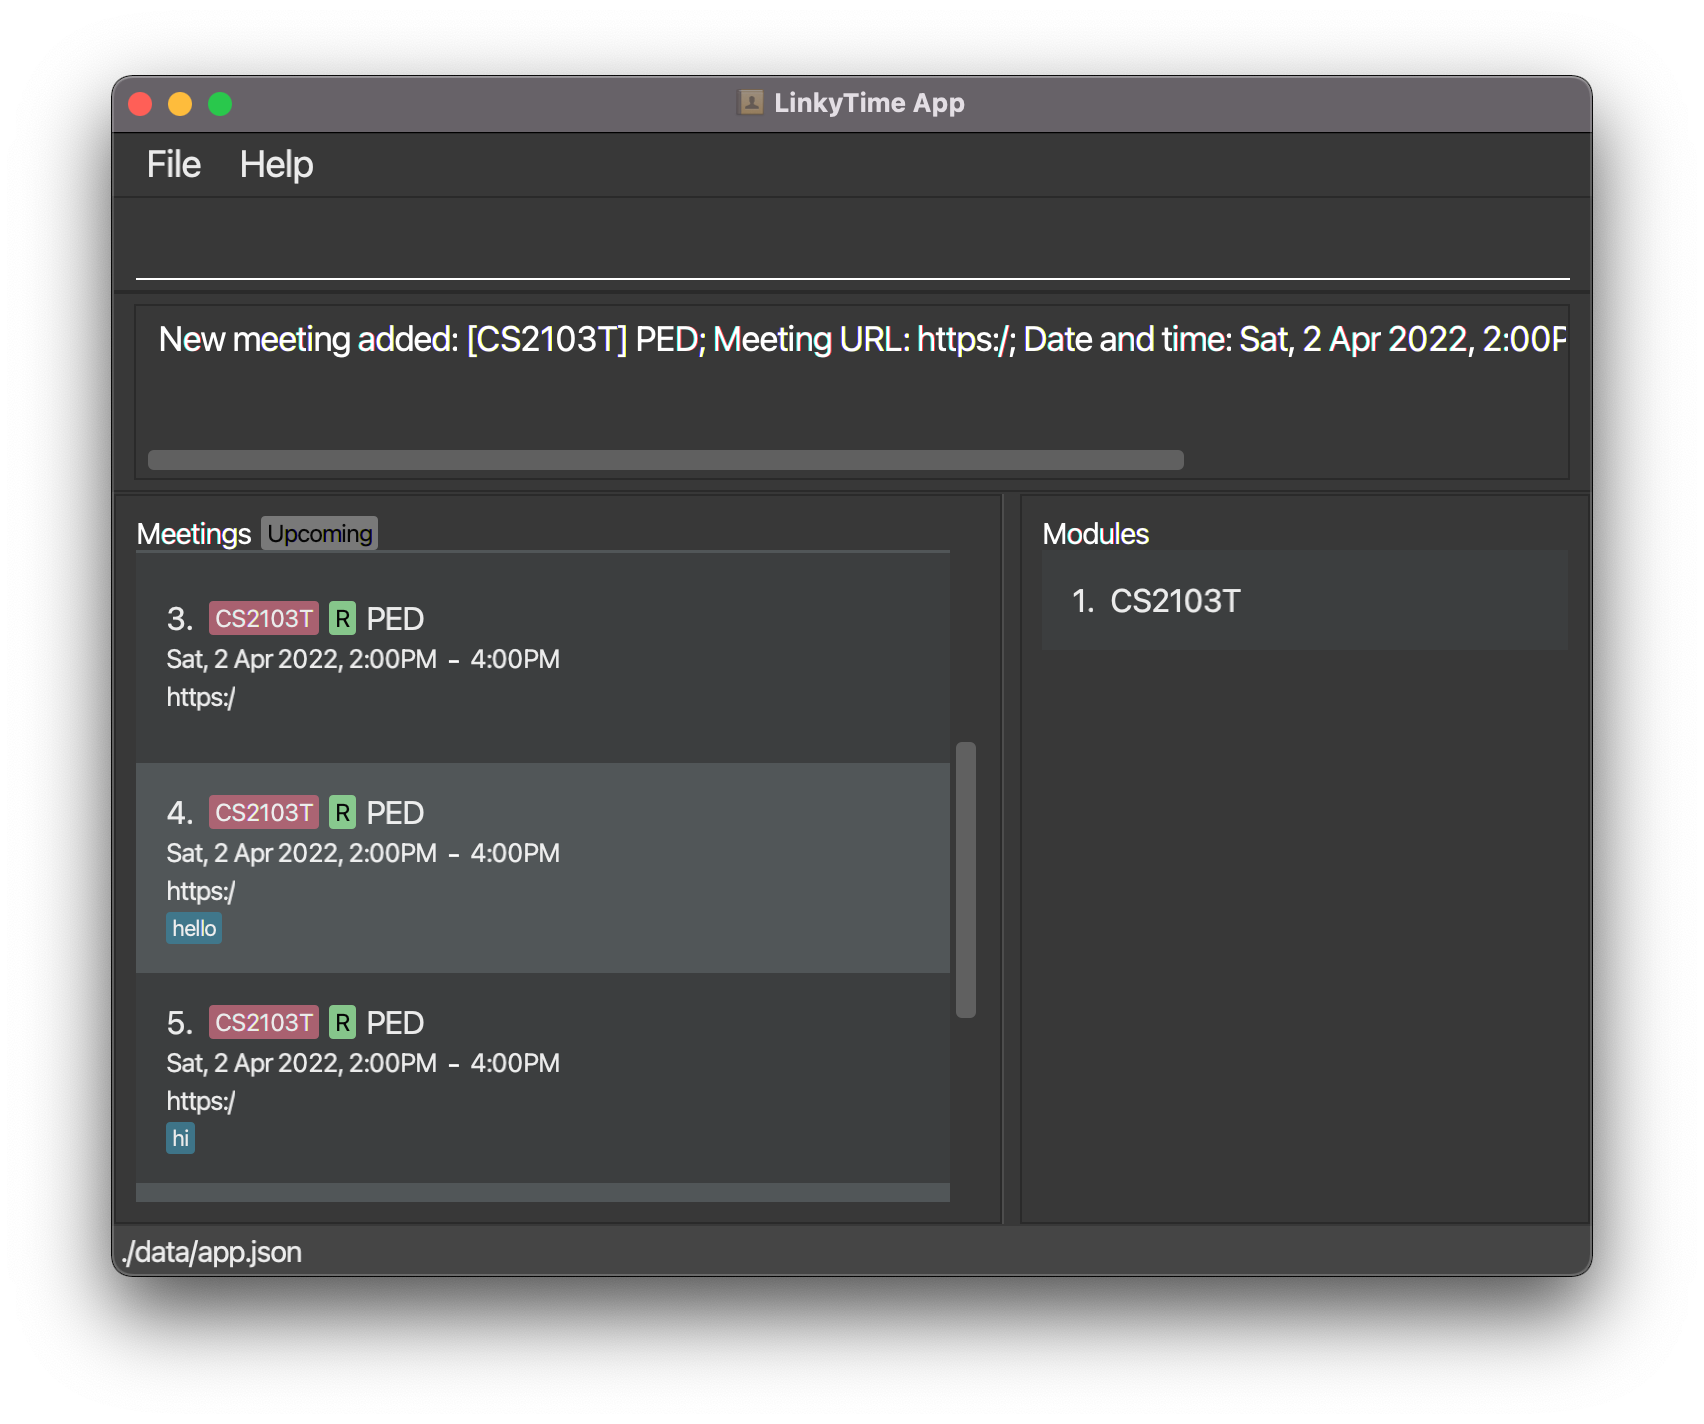 LinkyTime App
File Help
New meeting added: [CS2103T] PED; Meeting URL: https:/; Date and time: Sat, 2 Apr 2022, 2:00P
Meetings Upcoming
3. CS2103T R PED
Sat, 2 Apr 2022, 2:00PM - 4:00PM
https:/
4. CS2103T R PED
Sat, 2 Apr 2022, 2:00PM - 4:00PM
https:/
hello
5. CS2103T R PED
Sat, 2 Apr 2022, 2:00PM - 4:00PM
https:/
hi
Modules
1. CS2103T
./data/app.json